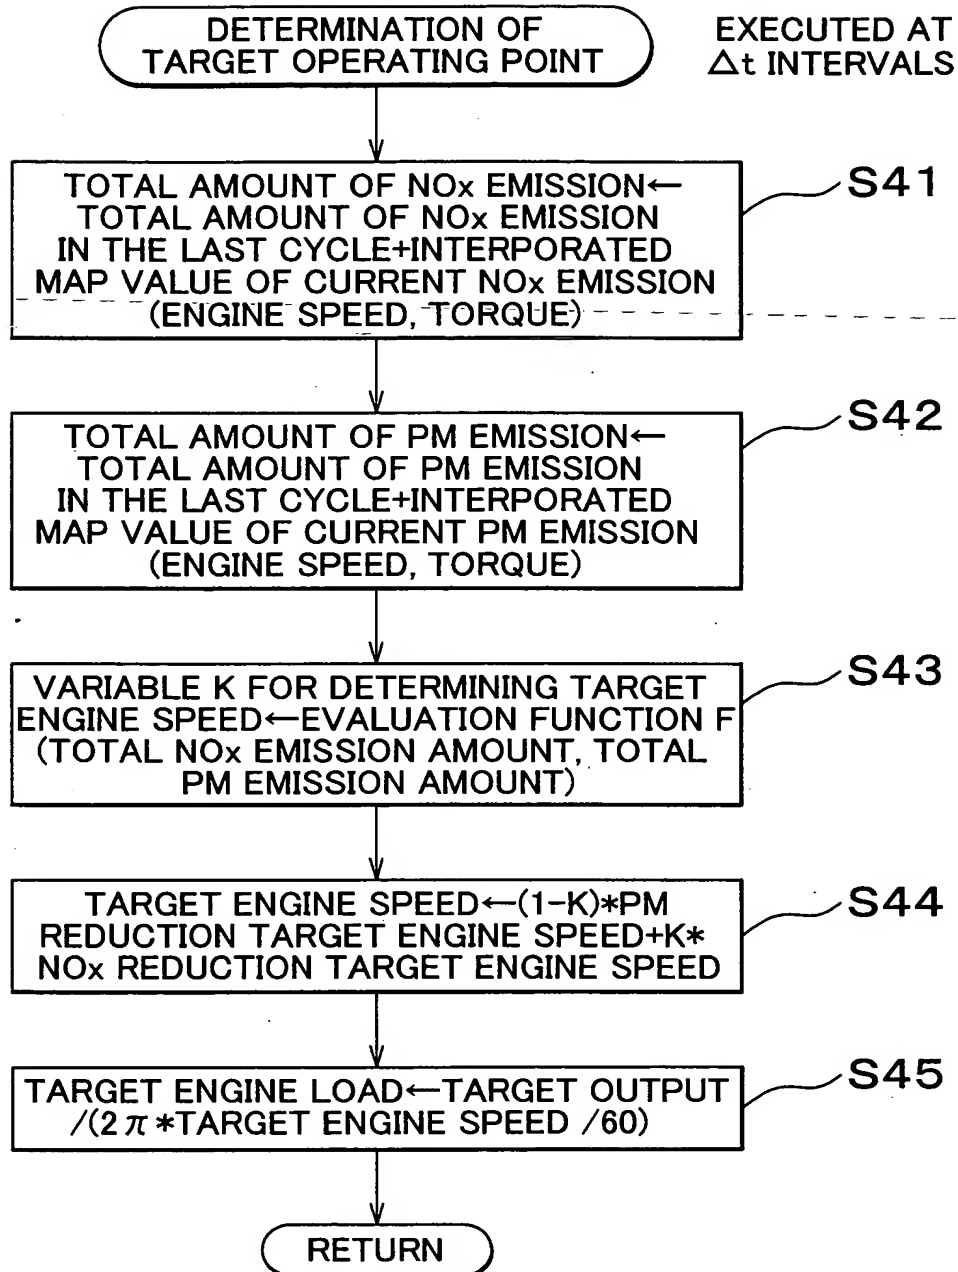 DETERMINATION OF
TARGET OPERATING POINT
EXECUTED AT
Δt INTERVALS
TOTAL AMOUNT OF NOx EMISSION←
TOTAL AMOUNT OF NOx EMISSION
IN THE LAST CYCLE+INTERPORATED
MAP VALUE OF CURRENT NOx EMISSION
(ENGINE SPEED, TORQUE)
S41
TOTAL AMOUNT OF PM EMISSION←
TOTAL AMOUNT OF PM EMISSION
IN THE LAST CYCLE+INTERPORATED
MAP VALUE OF CURRENT PM EMISSION
(ENGINE SPEED, TORQUE)
S42
VARIABLE K FOR DETERMINING TARGET
ENGINE SPEED←EVALUATION FUNCTION F
(TOTAL NOx EMISSION AMOUNT, TOTAL
PM EMISSION AMOUNT)
S43
TARGET ENGINE SPEED←(1-K)*PM
REDUCTION TARGET ENGINE SPEED+K*
NOx REDUCTION TARGET ENGINE SPEED
S44
TARGET ENGINE LOAD←TARGET OUTPUT
/(2π*TARGET ENGINE SPEED /60)
S45
RETURN